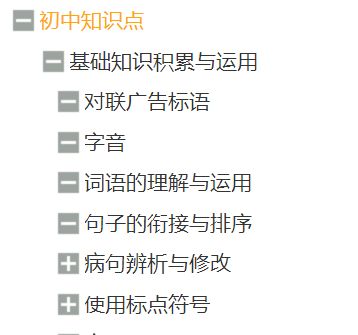 初中知识点
基础知识积累与运用
对联广告标语
字音
词语的理解与运用
句子的衔接与排序
病句辨析与修改
使用标点符号